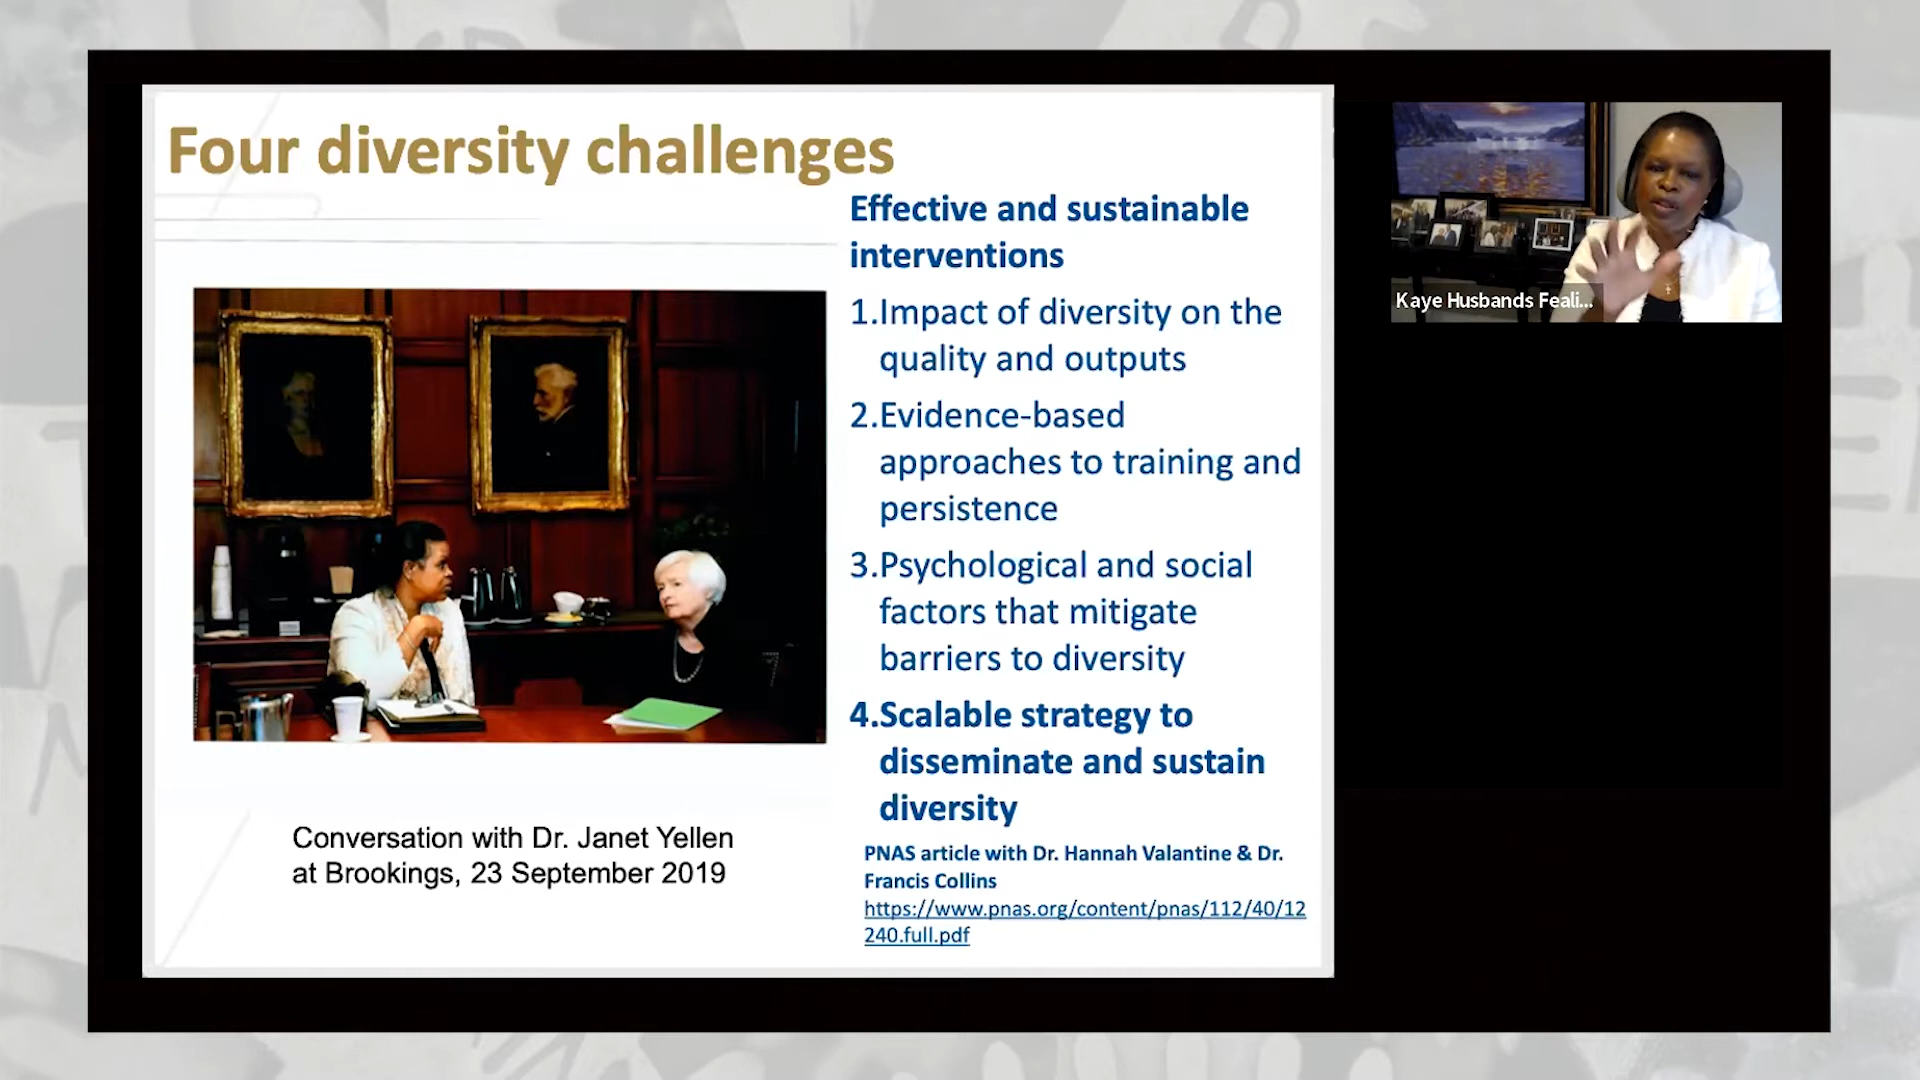 Four diversity challenges
Effective and sustainable
interventions
1.Impact of diversity on the
quality and outputs
2.Evidence-based
approaches to training and
persistence
3.Psychological and social
factors that mitigate
barriers to diversity
4.Scalable strategy to
disseminate and sustain
diversity
PNAS article with Dr. Hannah Valantine & Dr.
Francis Collins
https://www.pnas.org/content/pnas/112/40/12
240.full.pdf
Conversation with Dr. Janet Yellen
at Brookings, 23 September 2019
Kaye Husbands Feali...